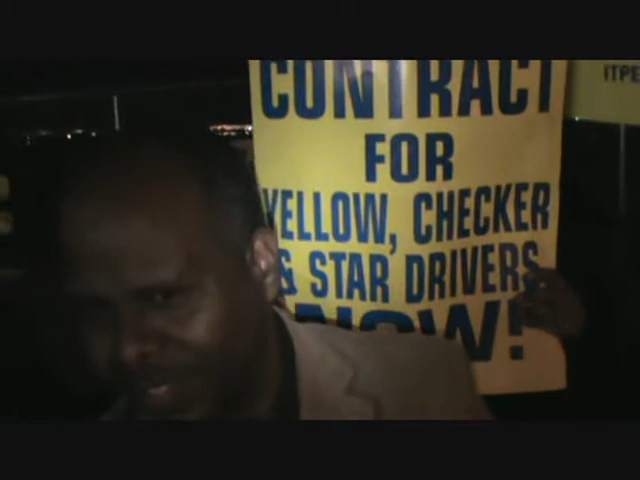 CONTRACT
FOR
YELLOW, CHECKER
& STAR DRIVERS
NOW!
ITPE